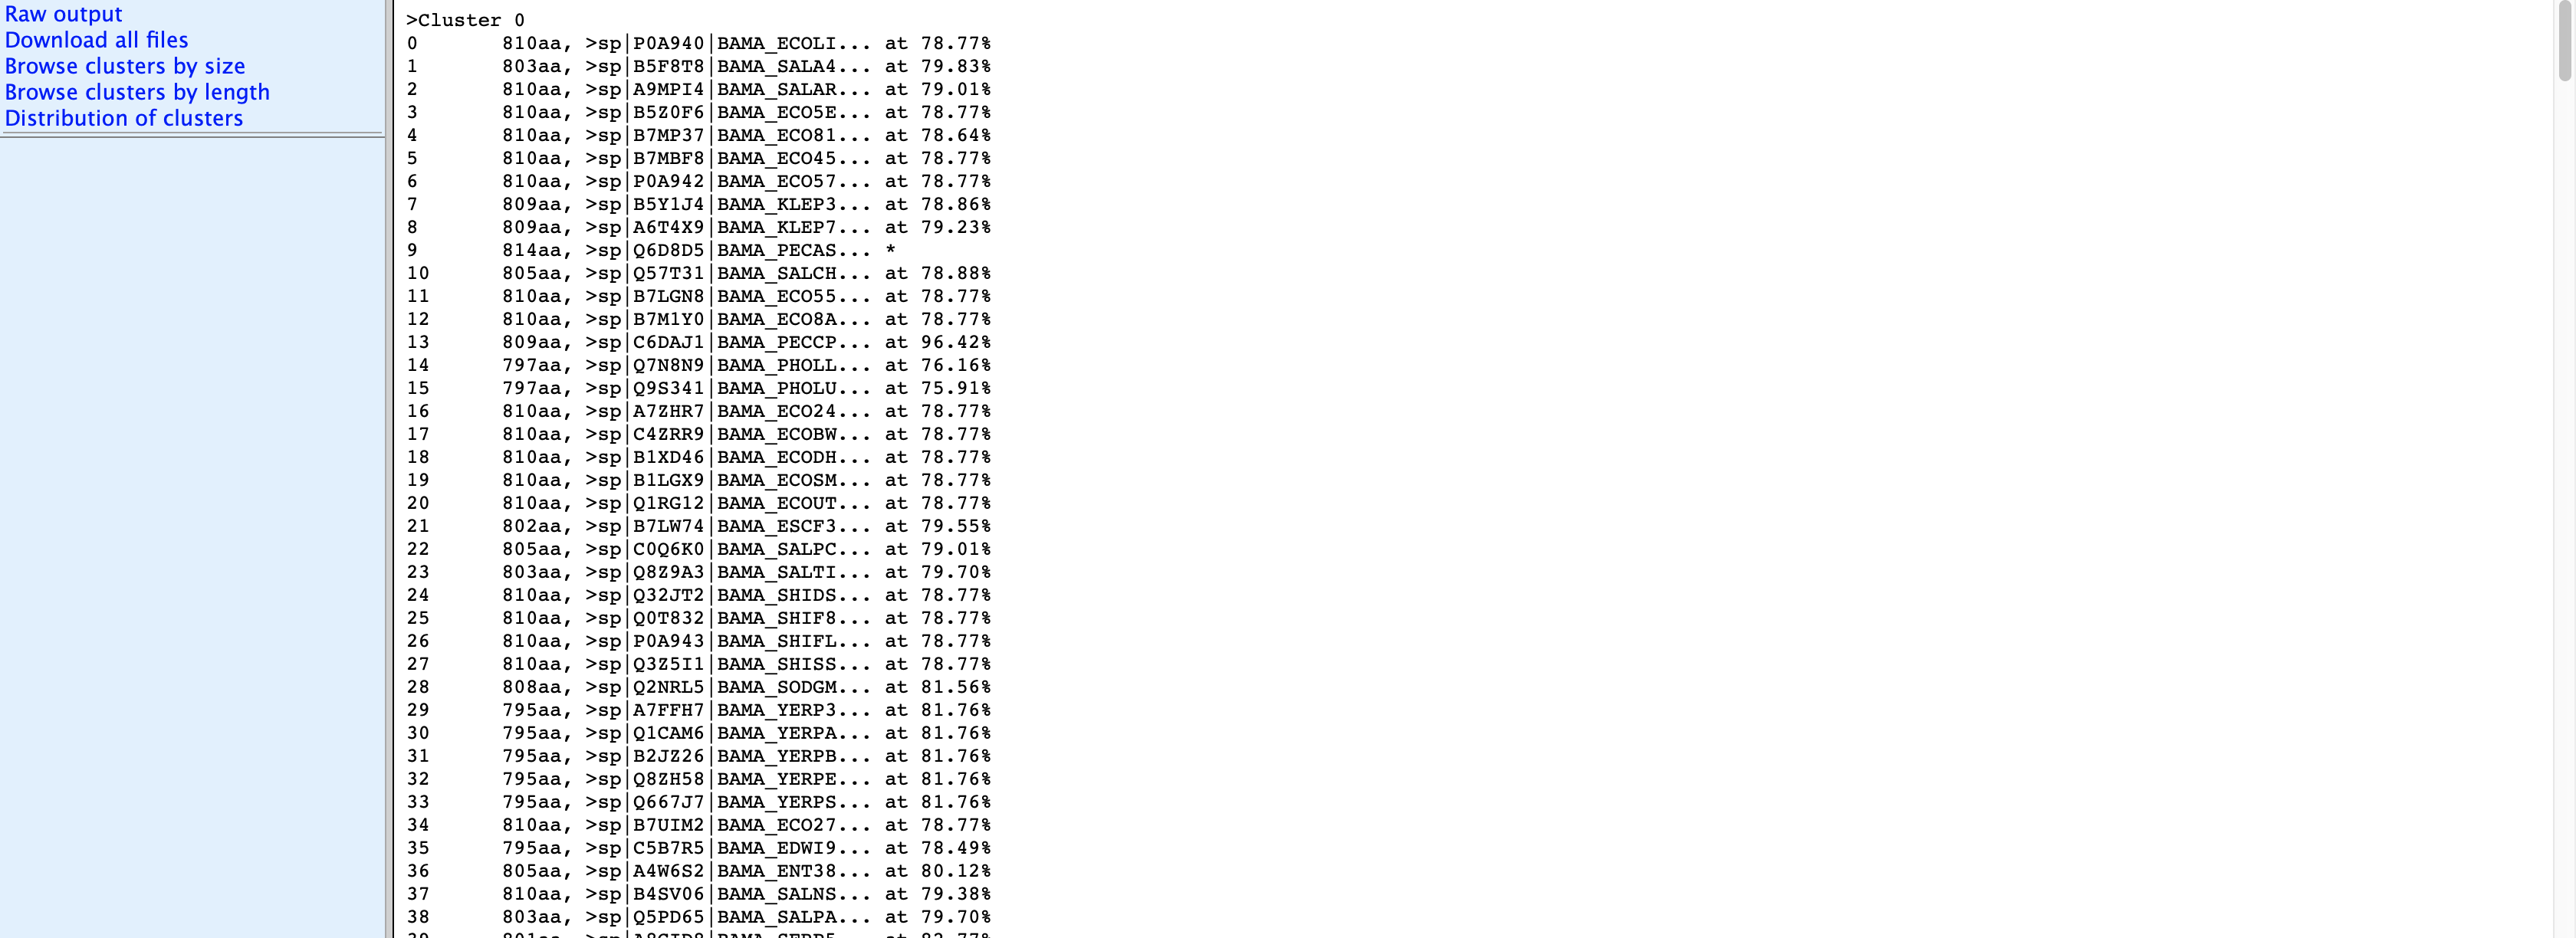 Raw output
Download all files
Browse clusters by size
Browse clusters by length
Distribution of clusters
>Cluster 0
0 810aa, >sp|P0A940|BAMA_ECOLI... at 78.77%
1 803aa, >sp|B5F8T8|BAMA_SALA4... at 79.83%
2 810aa, >sp|A9MPI4|BAMA_SALAR... at 79.01%
3 810aa, >sp|B5Z0F6|BAMA_ECO5E... at 78.77%
4 810aa, >sp|B7MP37|BAMA_ECO81... at 78.64%
5 810aa, >sp|B7MBF8|BAMA_ECO45... at 78.77%
6 810aa, >sp|P0A942|BAMA_ECO57... at 78.77%
7 809aa, >sp|B5Y1J4|BAMA_KLEP3... at 78.86%
8 809aa, >sp|A6T4X9|BAMA_KLEP7... at 79.23%
9 814aa, >sp|Q6D8D5|BAMA_PECAS... *
10 805aa, >sp|Q57T31|BAMA_SALCH... at 78.88%
11 810aa, >sp|B7LGN8|BAMA_ECO55... at 78.77%
12 810aa, >sp|B7M1Y0|BAMA_ECO8A... at 78.77%
13 809aa, >sp|C6DAJ1|BAMA_PECCP... at 96.42%
14 797aa, >sp|Q7N8N9|BAMA_PHOLL... at 76.16%
15 797aa, >sp|Q9S341|BAMA_PHOLU... at 75.91%
16 810aa, >sp|A7ZHR7|BAMA_ECO24... at 78.77%
17 810aa, >sp|C4ZRR9|BAMA_ECOBW... at 78.77%
18 810aa, >sp|B1XD46|BAMA_ECODH... at 78.77%
19 810aa, >sp|B1LGX9|BAMA_ECOSM... at 78.77%
20 810aa, >sp|Q1RG12|BAMA_ECOUT... at 78.77%
21 802aa, >sp|B7LW74|BAMA_ESCF3... at 79.55%
22 805aa, >sp|C0Q6K0|BAMA_SALPC... at 79.01%
23 803aa, >sp|Q8Z9A3|BAMA_SALTI... at 79.70%
24 810aa, >sp|Q32JT2|BAMA_SHIDS... at 78.77%
25 810aa, >sp|Q0T832|BAMA_SHIF8... at 78.77%
26 810aa, >sp|P0A943|BAMA_SHIFL... at 78.77%
27 810aa, >sp|Q3Z5I1|BAMA_SHISS... at 78.77%
28 808aa, >sp|Q2NRL5|BAMA_SODGM... at 81.56%
29 795aa, >sp|A7FFH7|BAMA_YERP3... at 81.76%
30 795aa, >sp|Q1CAM6|BAMA_YERPA... at 81.76%
31 795aa, >sp|B2JZ26|BAMA_YERPB... at 81.76%
32 795aa, >sp|Q8ZH58|BAMA_YERPE... at 81.76%
33 795aa, >sp|Q667J7|BAMA_YERPS... at 81.76%
34 810aa, >sp|B7UIM2|BAMA_ECO27... at 78.77%
35 795aa, >sp|C5B7R5|BAMA_EDWI9... at 78.49%
36 805aa, >sp|A4W6S2|BAMA_ENT38... at 80.12%
37 810aa, >sp|B4SV06|BAMA_SALNS... at 79.38%
38 803aa, >sp|Q5PD65|BAMA_SALPA... at 79.70%